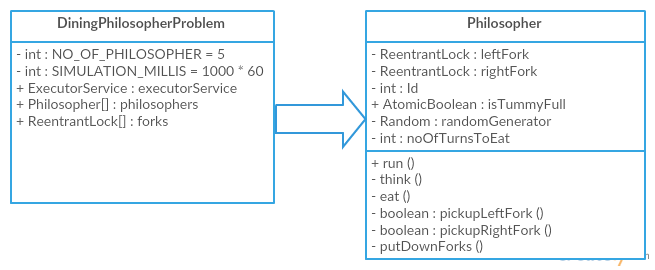 DiningPhilosopherProblem
- int : NO_OF_PHILOSOPHER = 5
- int : SIMULATION_MILLIS = 1000 * 60
+ ExecutorService : executorService
+ Philosopher[] : philosophers
+ ReentrantLock[] : forks
Philosopher
- ReentrantLock : leftFork
- ReentrantLock : rightFork
- int : Id
+ AtomicBoolean : isTummyFull
- Random : randomGenerator
- int : noOfTurnsToEat
+ run ()
- think ()
- eat ()
- boolean : pickupLeftFork ()
- boolean : pickupRightFork ()
- putDownForks ()